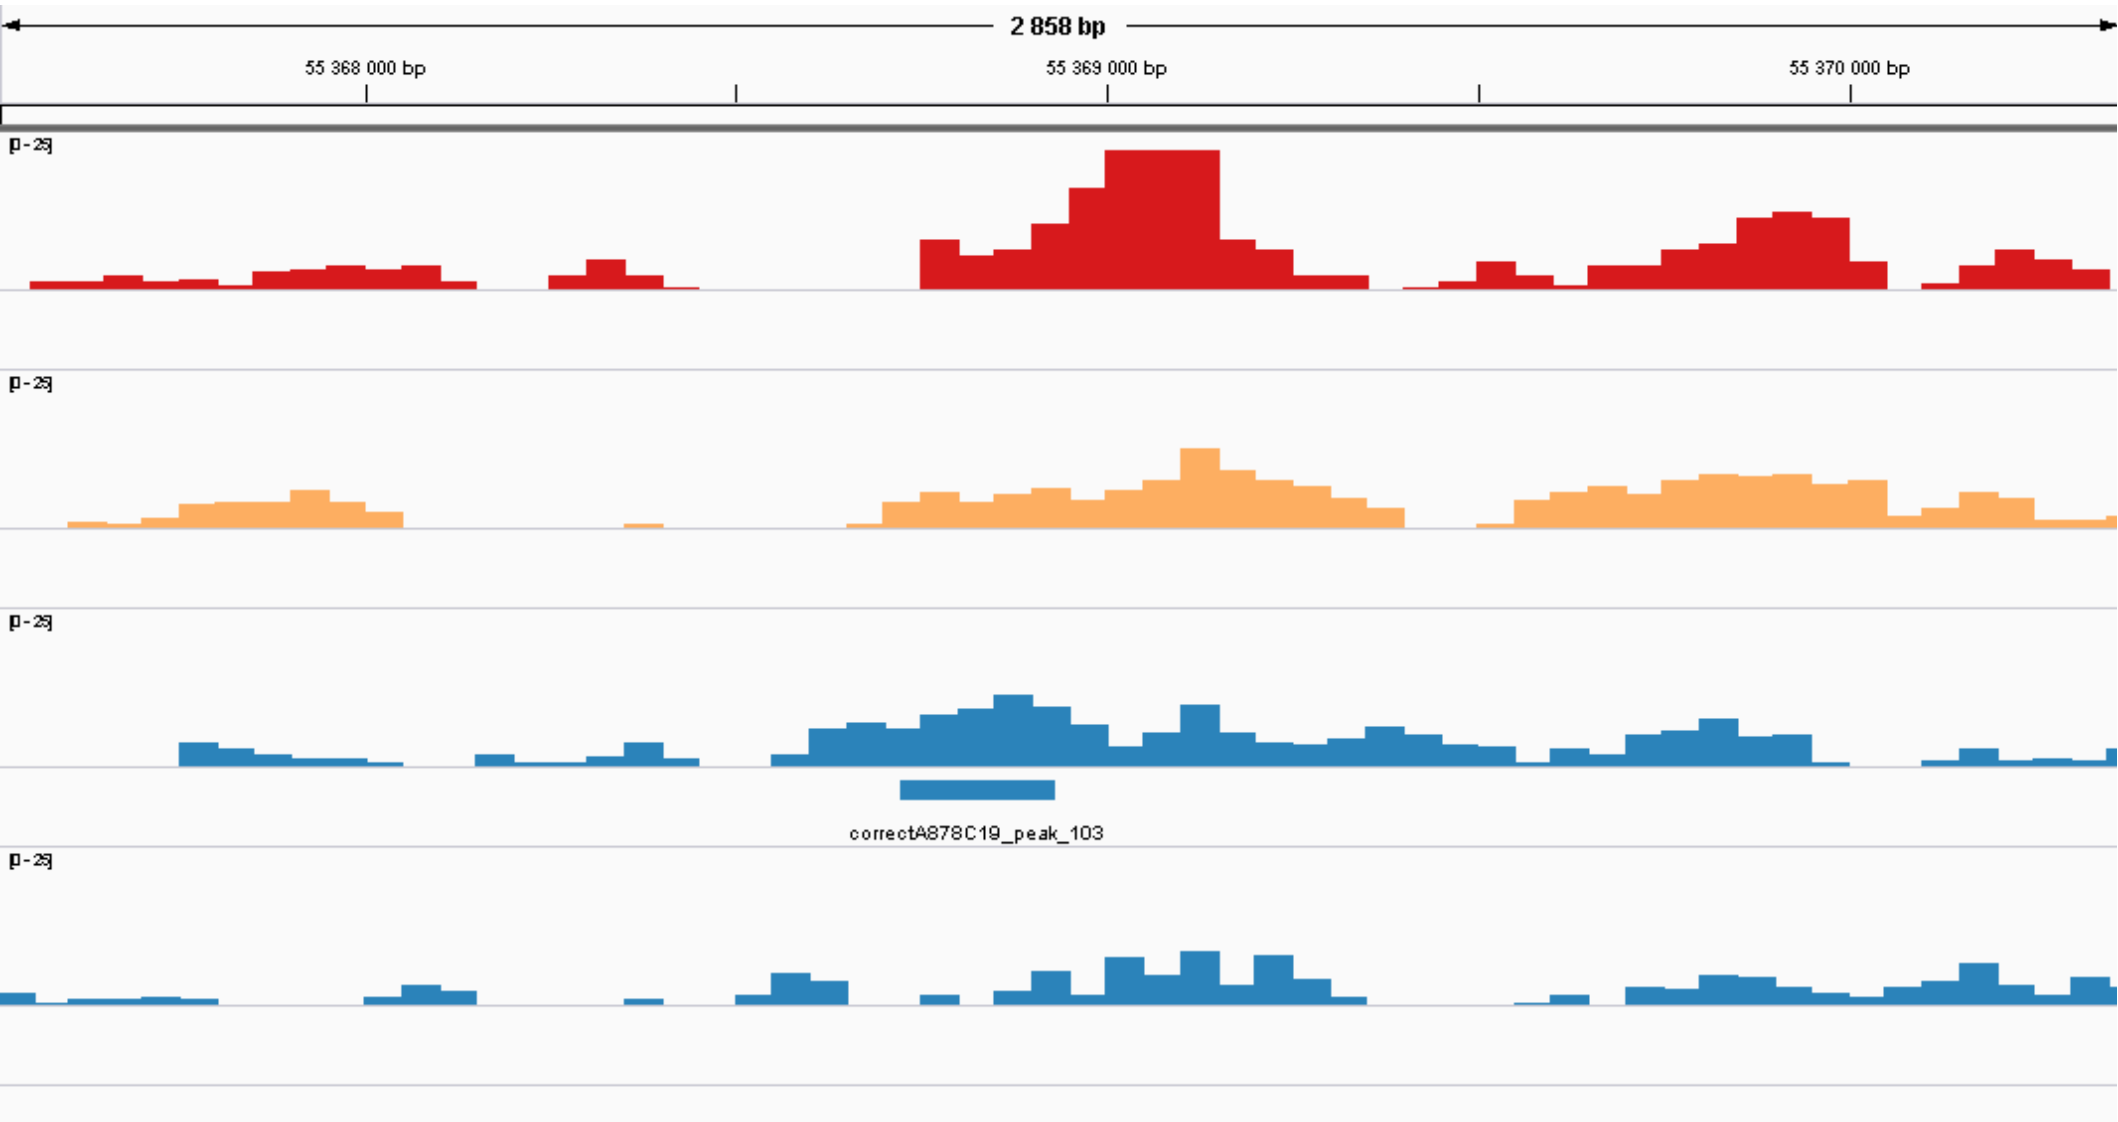 2 858 bp
55 368 000 bp 55 369 000 bp 55 370 000 bp
[0 - 25]
[0 - 25]
[0 - 25]
correctA878C19_peak_103
[0 - 25]